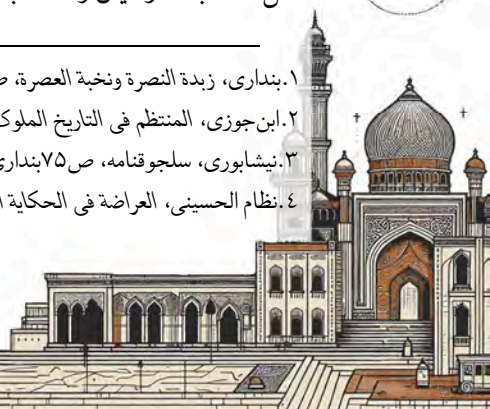 ۱.بنداری، زبدة النصرة ونخبة العصرة،
۲.ابن‌جوزی، المنتظم فی التاریخ الملوک
۳.نیشابوری، سلجوقنامه، ص۷۵بنداری
٤.نظام الحسینی، العراضة فی الحکایة